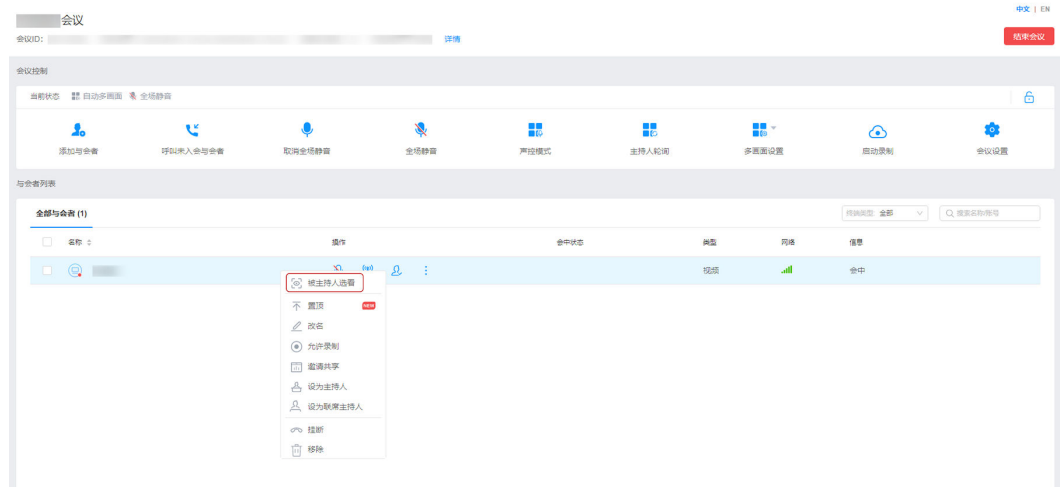 中文 | EN
会议
会议ID: 详情
结束会议
会议控制
当前状态 自动多画面 全场静音
添加与会者 呼叫未入会与会者 取消全场静音 全场静音 声控模式 主持人轮询 多画面设置 启动录制 会议设置
与会者列表
全部与会者 (1) 终端类型: 全部 搜索名称/账号
名称 操作 会中状态 类型 网络 信息
视频 会中
被主持人选看
置顶 NEW
改名
允许录制
邀请共享
设为主持人
设为联席主持人
挂断
移除